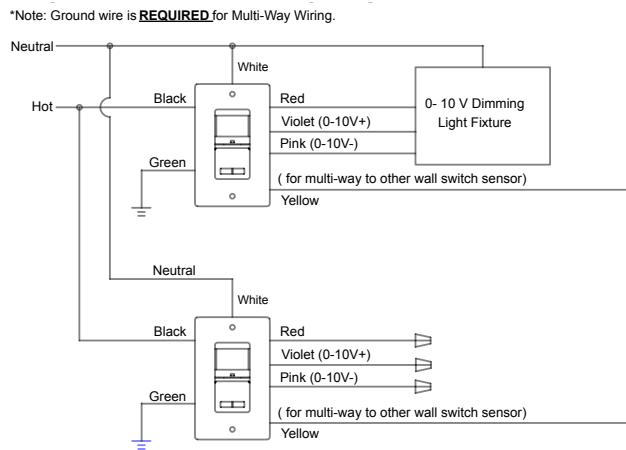 *Note: Ground wire is REQUIRED for Multi-Way Wiring.
Neutral
White
Hot
Black
Red
Violet (0-10V+)
Pink (0-10V-)
0- 10 V Dimming
Light Fixture
Green
( for multi-way to other wall switch sensor)
Yellow
Neutral
White
Black
Red
Violet (0-10V+)
Pink (0-10V-)
Green
( for multi-way to other wall switch sensor)
Yellow